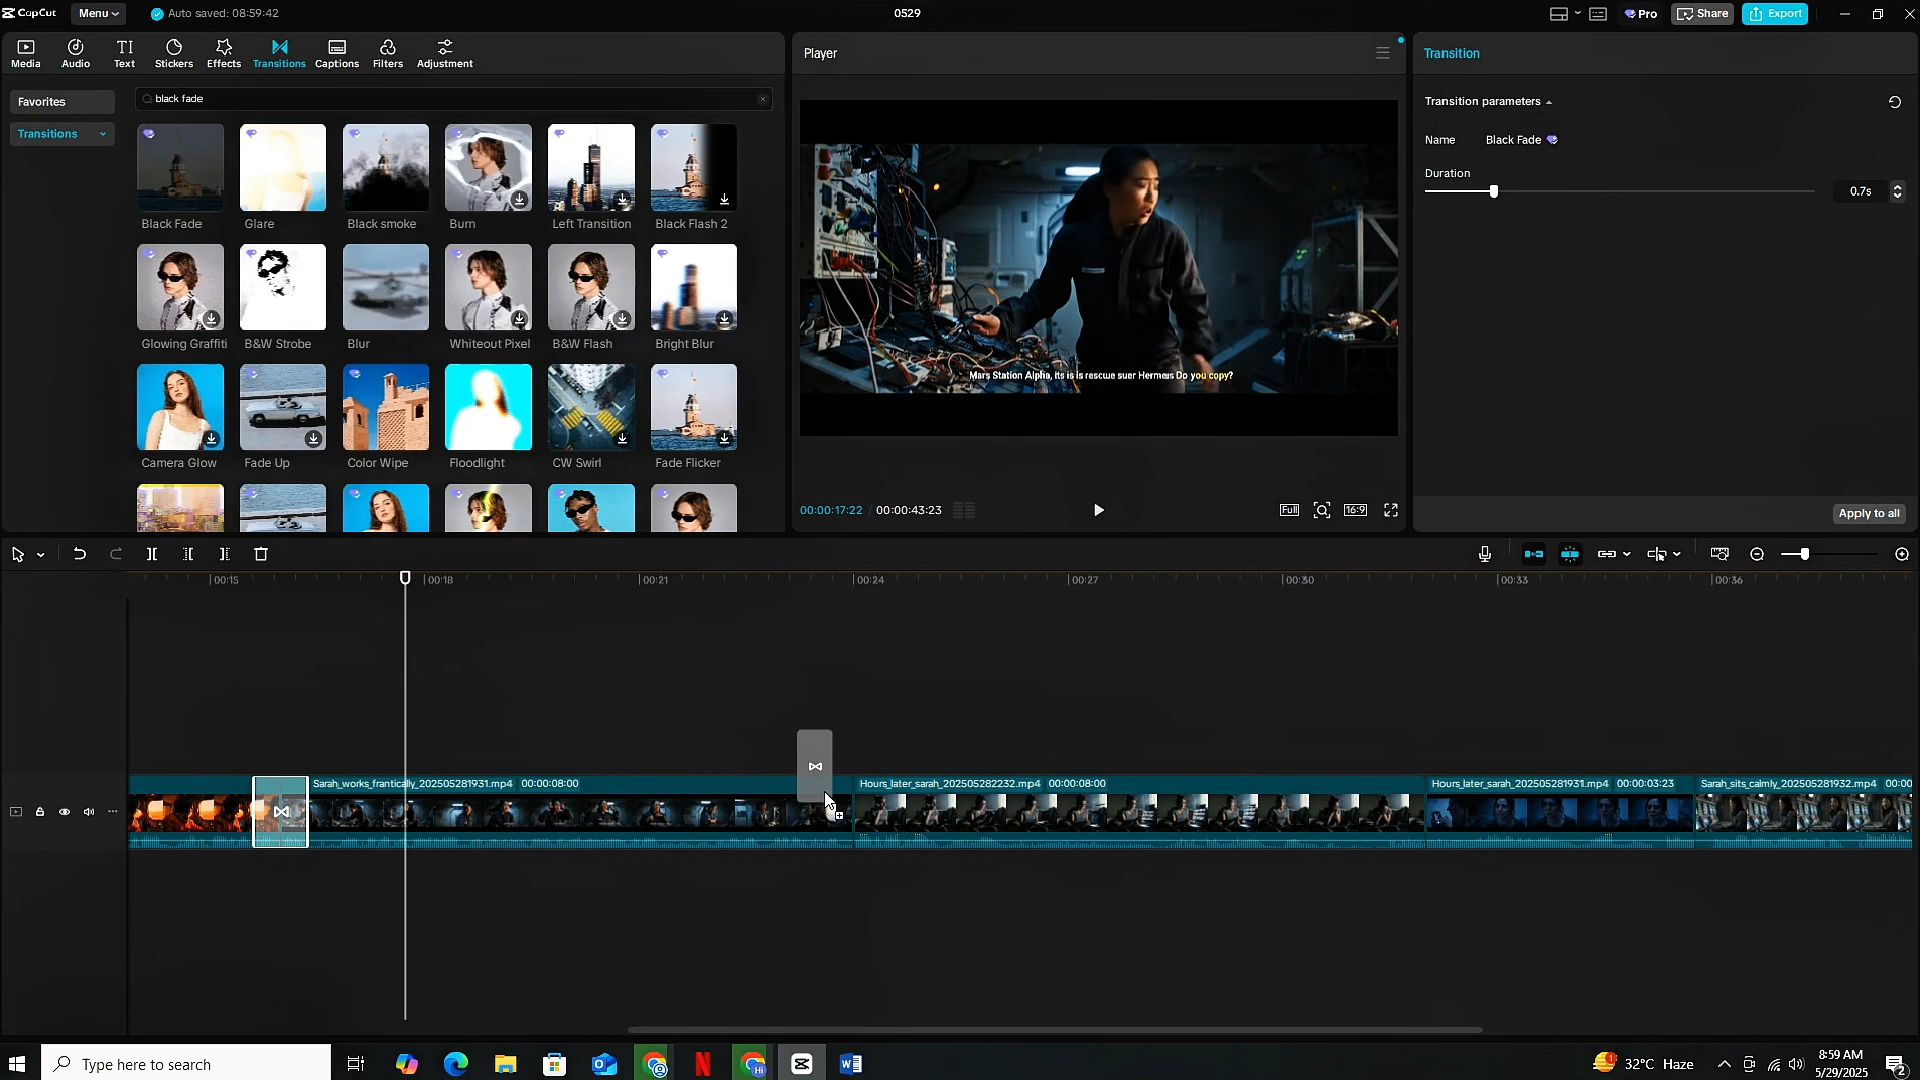 CapCut
Menu
Auto saved: 08:59:42
0529
Pro
Share
Export
Media
Audio
TI
Text
Stickers
Effects
Transitions
Captions
Filters
Adjustment
Player
Transition
Favorites
Transitions
black fade
Transition parameters
Name
Black Fade
Duration
0.7s
Black Fade
Glare
Black smoke
Burn
Left Transition
Black Flash 2
Glowing Graffiti
B&W Strobe
Blur
Whiteout Pixel
B&W Flash
Bright Blur
Camera Glow
Fade Up
Color Wipe
Floodlight
CW Swirl
Fade Flicker
Mars Station Alpha, its is is rescue suer Hermeus Do you copy?
00:00:17:22 / 00:00:43:23
Full
16:9
Apply to all
00:15
00:18
00:21
00:24
00:27
00:30
00:33
00:36
Sarah_works_frantically_202505281931.mp4 00:00:08:00
Hours_later_sarah_202505282232.mp4 00:00:08:00
Hours_later_sarah_202505281931.mp4 00:00:03:23
Sarah_sits_calmly_202505281932.mp4 00:00
Type here to search
Hi
32°C Haze
8:59 AM
5/29/2025
2